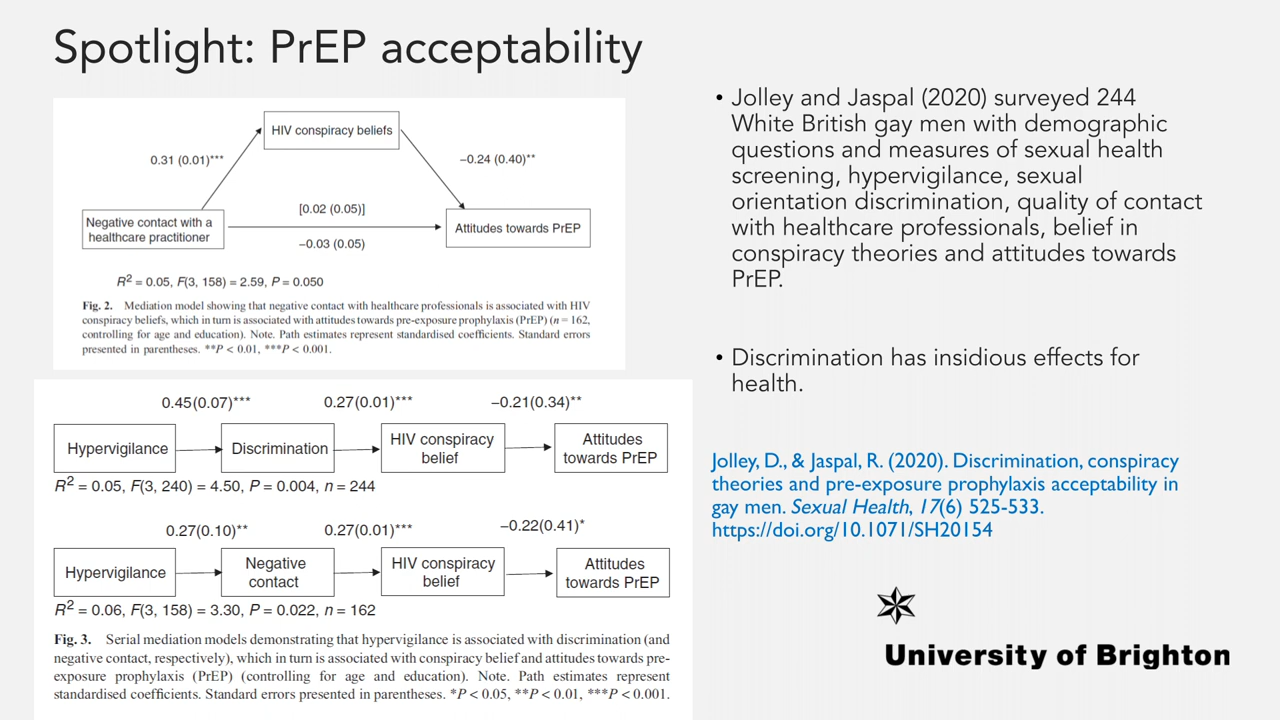 Spotlight: PrEP acceptability
HIV conspiracy beliefs
0.31 (0.01)***
−0.24 (0.40)**
Negative contact with a
healthcare practitioner
[0.02 (0.05)]
−0.03 (0.05)
Attitudes towards PrEP
R² = 0.05, F(3, 158) = 2.59, P = 0.050
Fig. 2. Mediation model showing that negative contact with healthcare professionals is associated with HIV
conspiracy beliefs, which in turn is associated with attitudes towards pre-exposure prophylaxis (PrEP) (n = 162,
controlling for age and education). Note. Path estimates represent standardised coefficients. Standard errors
presented in parentheses. **P < 0.01, ***P < 0.001.
0.45(0.07)***
0.27(0.01)***
−0.21(0.34)**
Hypervigilance
Discrimination
HIV conspiracy
belief
Attitudes
towards PrEP
R² = 0.05, F(3, 240) = 4.50, P = 0.004, n = 244
0.27(0.10)**
0.27(0.01)***
−0.22(0.41)*
Hypervigilance
Negative
contact
HIV conspiracy
belief
Attitudes
towards PrEP
R² = 0.06, F(3, 158) = 3.30, P = 0.022, n = 162
Fig. 3. Serial mediation models demonstrating that hypervigilance is associated with discrimination (and
negative contact, respectively), which in turn is associated with conspiracy belief and attitudes towards pre-
exposure prophylaxis (PrEP) (controlling for age and education). Note. Path estimates represent
standardised coefficients. Standard errors presented in parentheses. *P < 0.05, **P < 0.01, ***P < 0.001.
• Jolley and Jaspal (2020) surveyed 244
White British gay men with demographic
questions and measures of sexual health
screening, hypervigilance, sexual
orientation discrimination, quality of contact
with healthcare professionals, belief in
conspiracy theories and attitudes towards
PrEP.
• Discrimination has insidious effects for
health.
Jolley, D., & Jaspal, R. (2020). Discrimination, conspiracy
theories and pre-exposure prophylaxis acceptability in
gay men. Sexual Health, 17(6) 525-533.
https://doi.org/10.1071/SH20154
University of Brighton